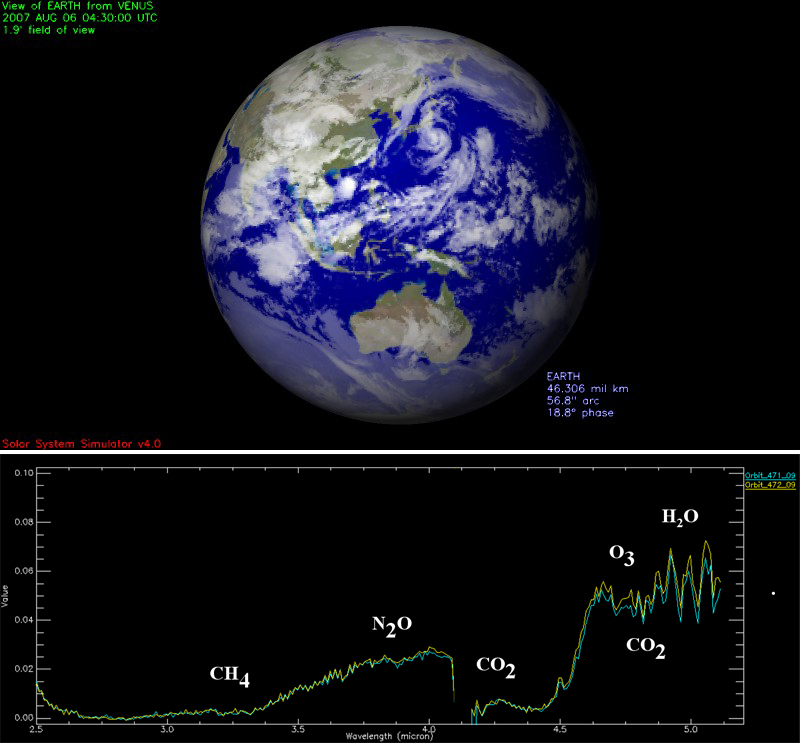 View of EARTH from VENUS
2007 AUG 06 04:30:00 UTC
1.9' field of view
EARTH
46.306 mil km
56.8" arc
18.8° phase
Solar System Simulator v4.0
0.10
0.08
0.06
0.04
0.02
0.00
Value
Orbit_471_09
Orbit_472_09
H₂O
O₃
N₂O
CO₂
CO₂
CH₄
2.5 3.0 3.5 4.0 4.5 5.0
Wavelength (micron)